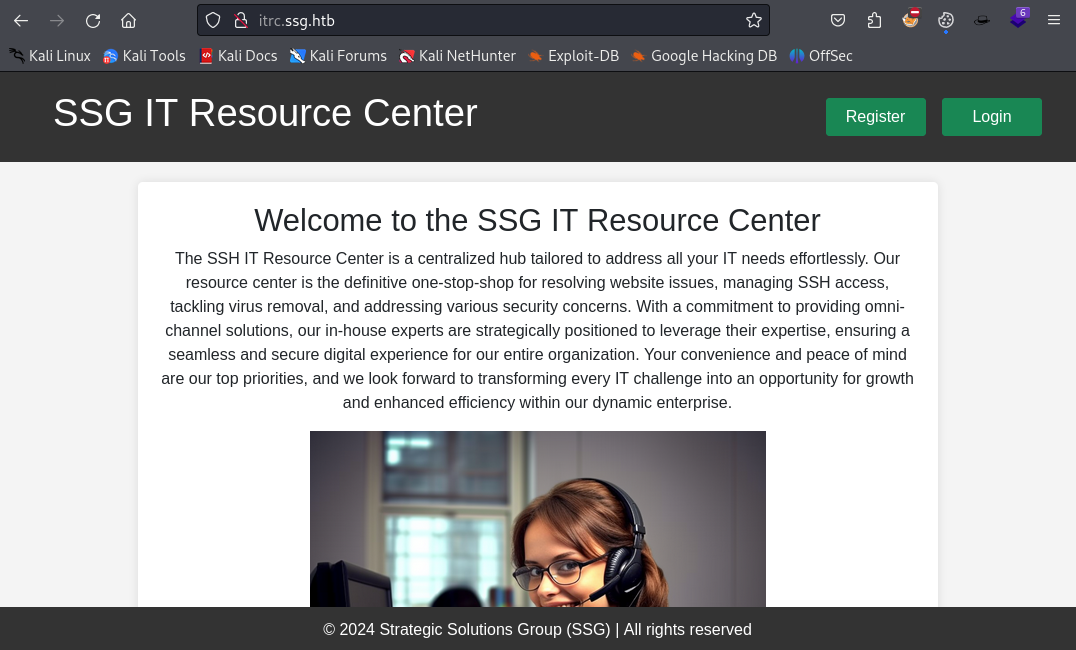 itrc.ssg.htb
6
Kali Linux Kali Tools Kali Docs Kali Forums Kali NetHunter Exploit-DB Google Hacking DB OffSec
SSG IT Resource Center
Register Login
Welcome to the SSG IT Resource Center
The SSH IT Resource Center is a centralized hub tailored to address all your IT needs effortlessly. Our
resource center is the definitive one-stop-shop for resolving website issues, managing SSH access,
tackling virus removal, and addressing various security concerns. With a commitment to providing omni-
channel solutions, our in-house experts are strategically positioned to leverage their expertise, ensuring a
seamless and secure digital experience for our entire organization. Your convenience and peace of mind
are our top priorities, and we look forward to transforming every IT challenge into an opportunity for growth
and enhanced efficiency within our dynamic enterprise.
© 2024 Strategic Solutions Group (SSG) | All rights reserved